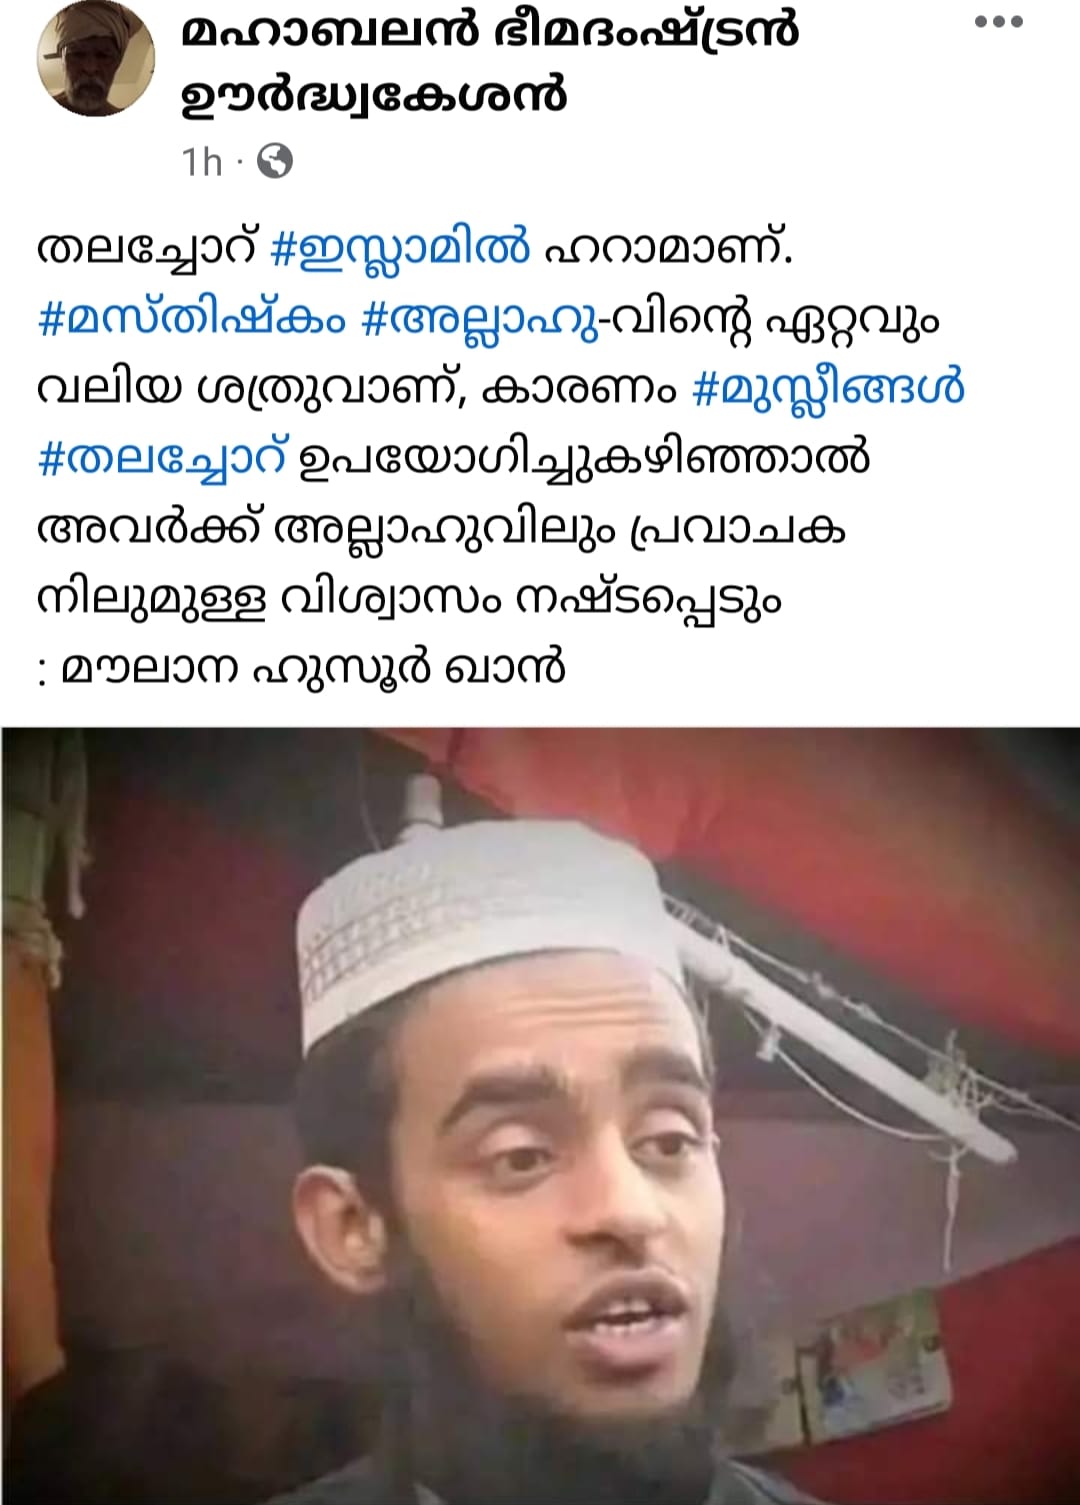 മഹാബലൻ ഭീമദംഷ്ട്രൻ
ഊർദ്ധ്വകേശൻ
1h ·
തലച്ചോറ് #ഇസ്ലാമിൽ ഹറാമാണ്.
#മസ്തിഷ്കം #അല്ലാഹു-വിന്റെ ഏറ്റവും
വലിയ ശത്രുവാണ്, കാരണം #മുസ്ലീങ്ങൾ
#തലച്ചോറ് ഉപയോഗിച്ചുകഴിഞ്ഞാൽ
അവർക്ക് അല്ലാഹുവിലും പ്രവാചക
നിലുമുള്ള വിശ്വാസം നഷ്ടപ്പെടും
: മൗലാന ഹുസൂർ ഖാൻ